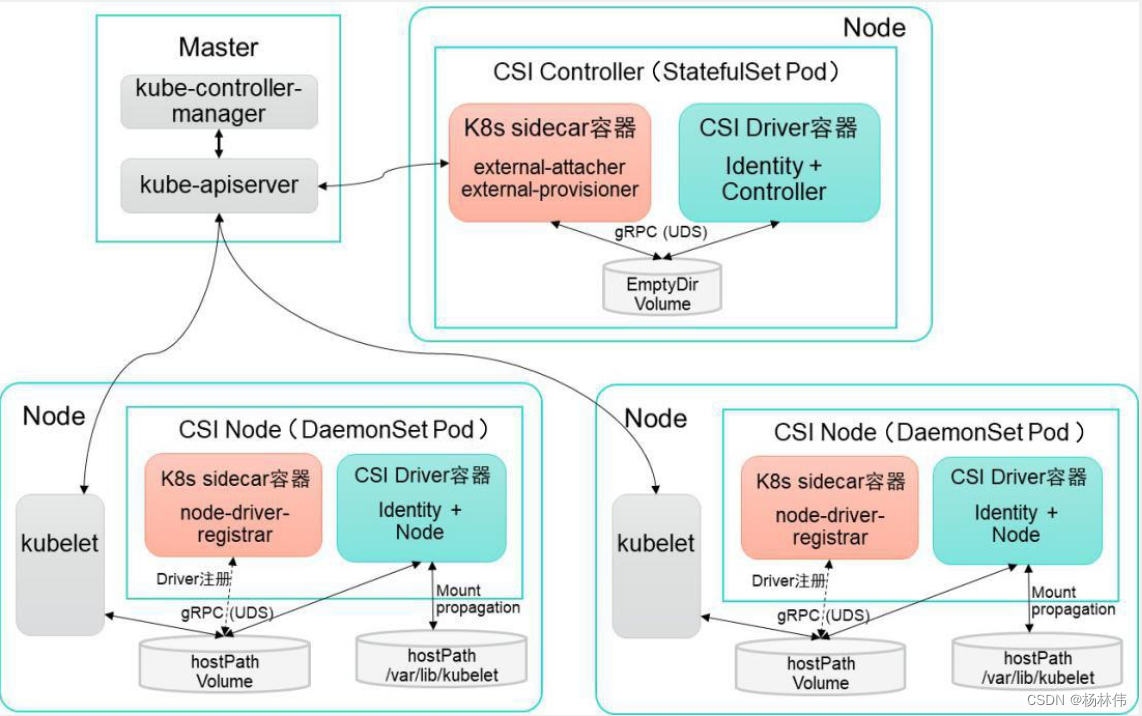 Master
kube-controller-
manager
kube-apiserver
Node
CSI Controller（StatefulSet Pod）
K8s sidecar容器
external-attacher
external-provisioner
CSI Driver容器
Identity +
Controller
gRPC (UDS)
EmptyDir
Volume
Node
CSI Node（DaemonSet Pod）
kubelet
K8s sidecar容器
node-driver-
registrar
CSI Driver容器
Identity +
Node
Driver注册
gRPC (UDS)
Mount
propagation
hostPath
Volume
hostPath
/var/lib/kubelet
Node
CSI Node（DaemonSet Pod）
kubelet
K8s sidecar容器
node-driver-
registrar
CSI Driver容器
Identity +
Node
Driver注册
gRPC (UDS)
Mount
propagation
hostPath
Volume
hostPath
/var/lib/kubelet
CSDN @杨林伟